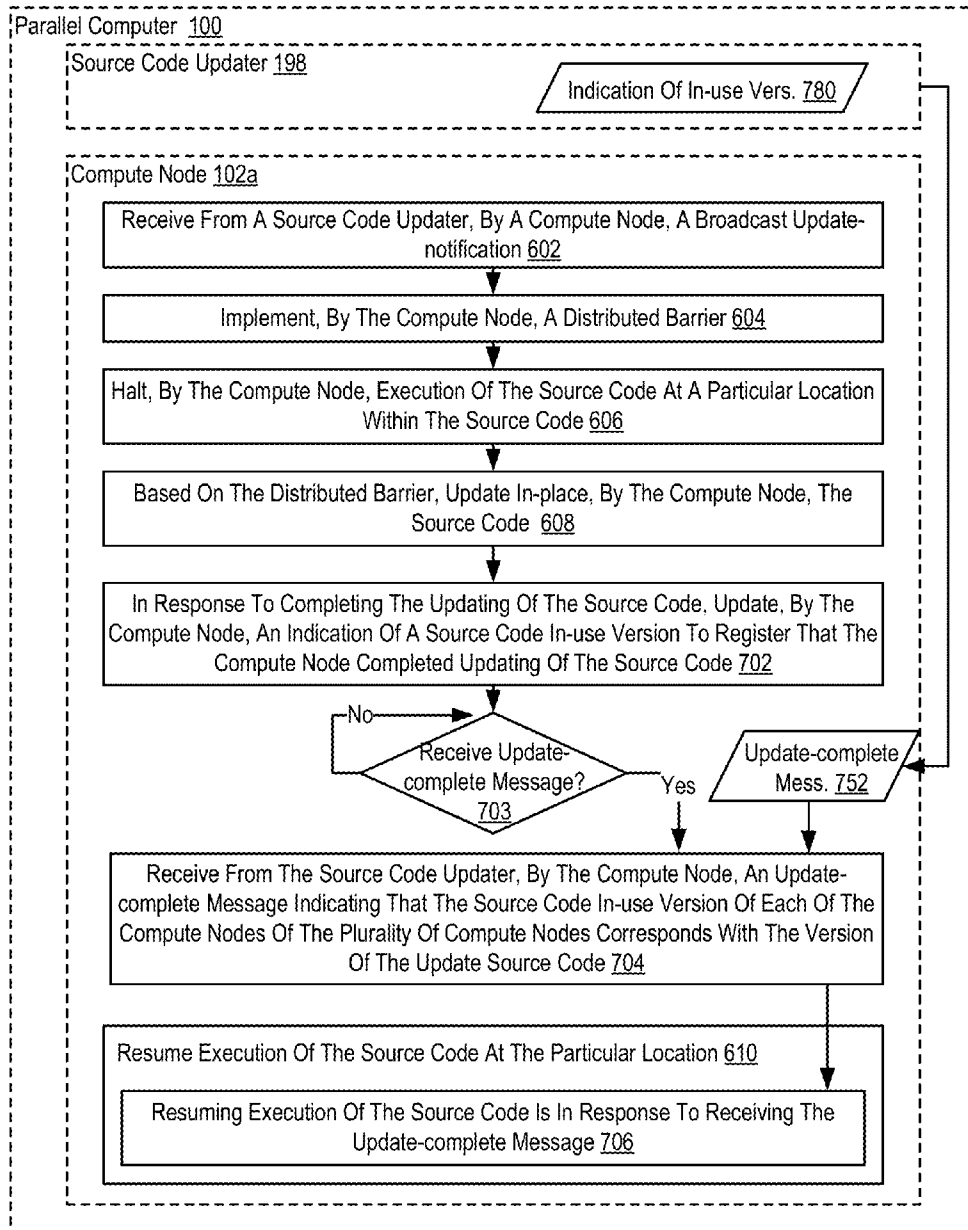 Parallel Computer 100
Source Code Updater 198
Indication Of In-use Vers. 780
Compute Node 102a
Receive From A Source Code Updater, By A Compute Node, A Broadcast Update-
notification 602
Implement, By The Compute Node, A Distributed Barrier 604
Halt, By The Compute Node, Execution Of The Source Code At A Particular Location
Within The Source Code 606
Based On The Distributed Barrier, Update In-place, By The Compute Node, The
Source Code 608
In Response To Completing The Updating Of The Source Code, Update, By The
Compute Node, An Indication Of A Source Code In-use Version To Register That The
Compute Node Completed Updating Of The Source Code 702
No
Receive Update-
complete Message?
703
Yes
Update-complete
Mess. 752
Receive From The Source Code Updater, By The Compute Node, An Update-
complete Message Indicating That The Source Code In-use Version Of Each Of The
Compute Nodes Of The Plurality Of Compute Nodes Corresponds With The Version
Of The Update Source Code 704
Resume Execution Of The Source Code At The Particular Location 610
Resuming Execution Of The Source Code Is In Response To Receiving The
Update-complete Message 706